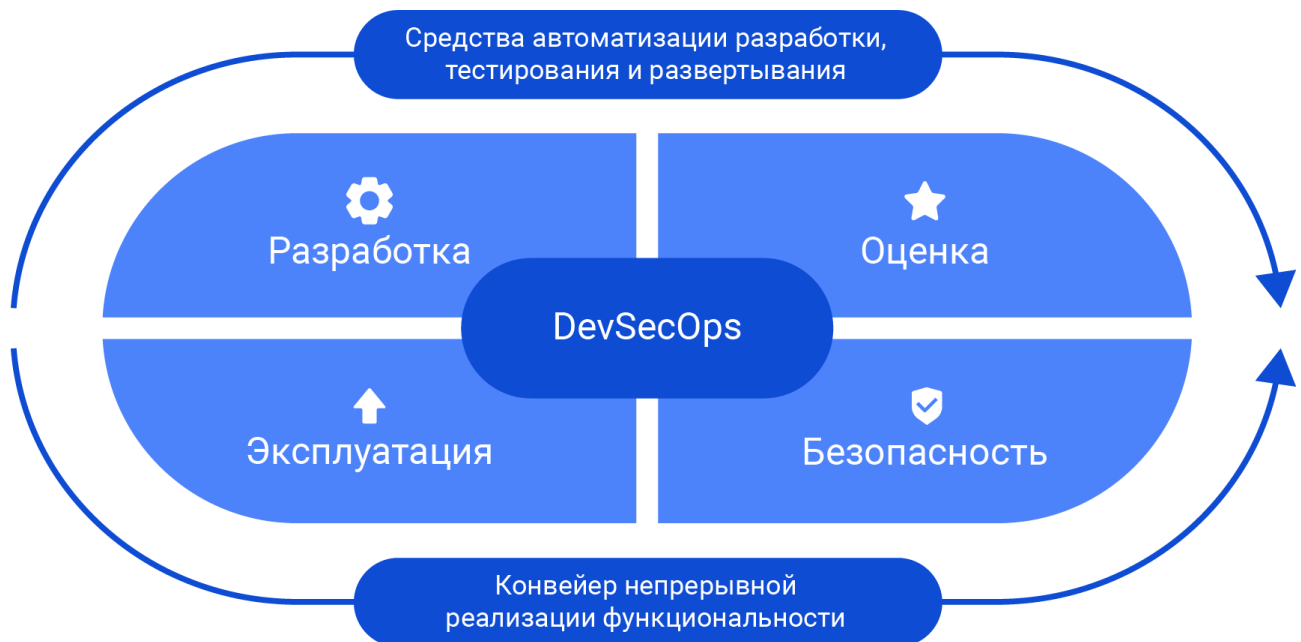 Средства автоматизации разработки,
тестирования и развертывания
Разработка
Оценка
DevSecOps
Эксплуатация
Безопасность
Конвейер непрерывной
реализации функциональности